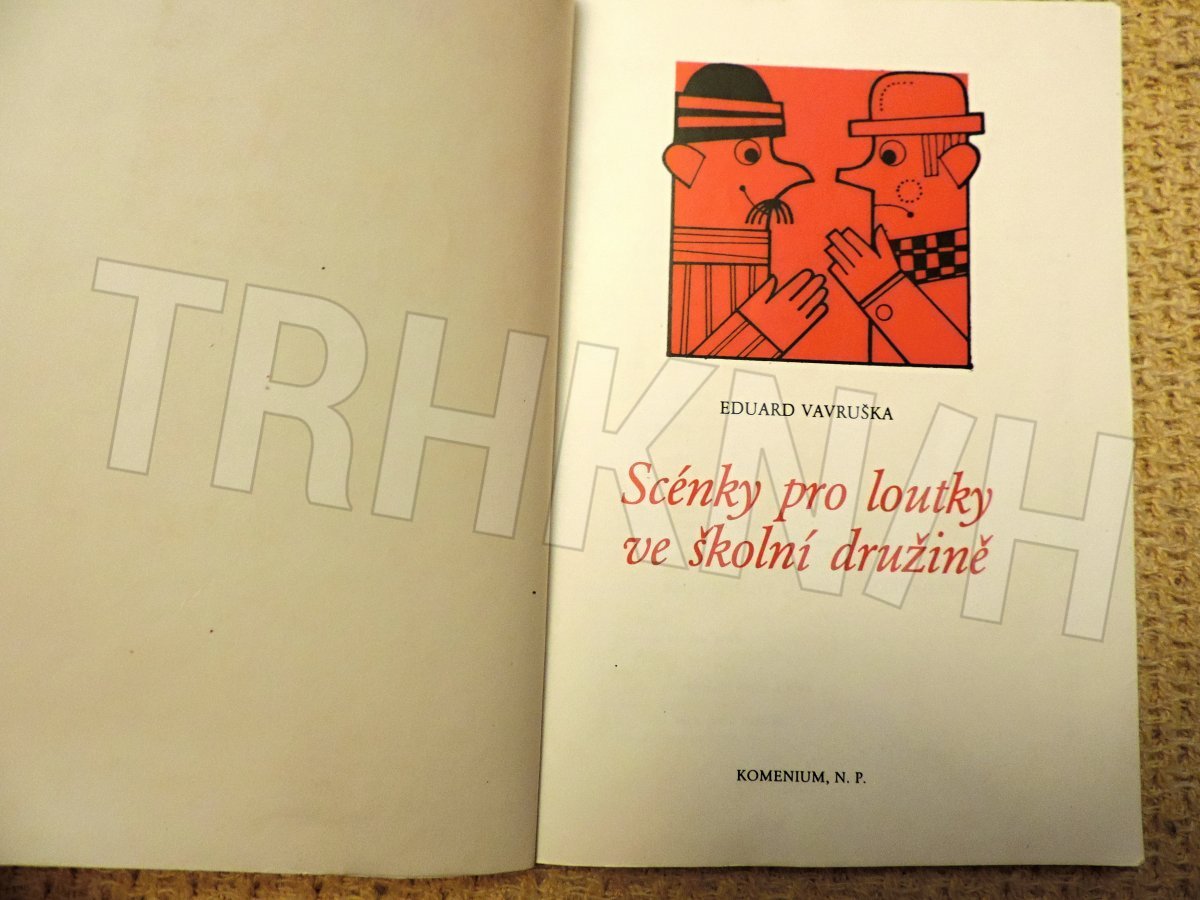 EDUARD VAVRUŠKA
Scénky pro loutky
ve školní družině
KOMENIUM, N. P.
TRHKNIH